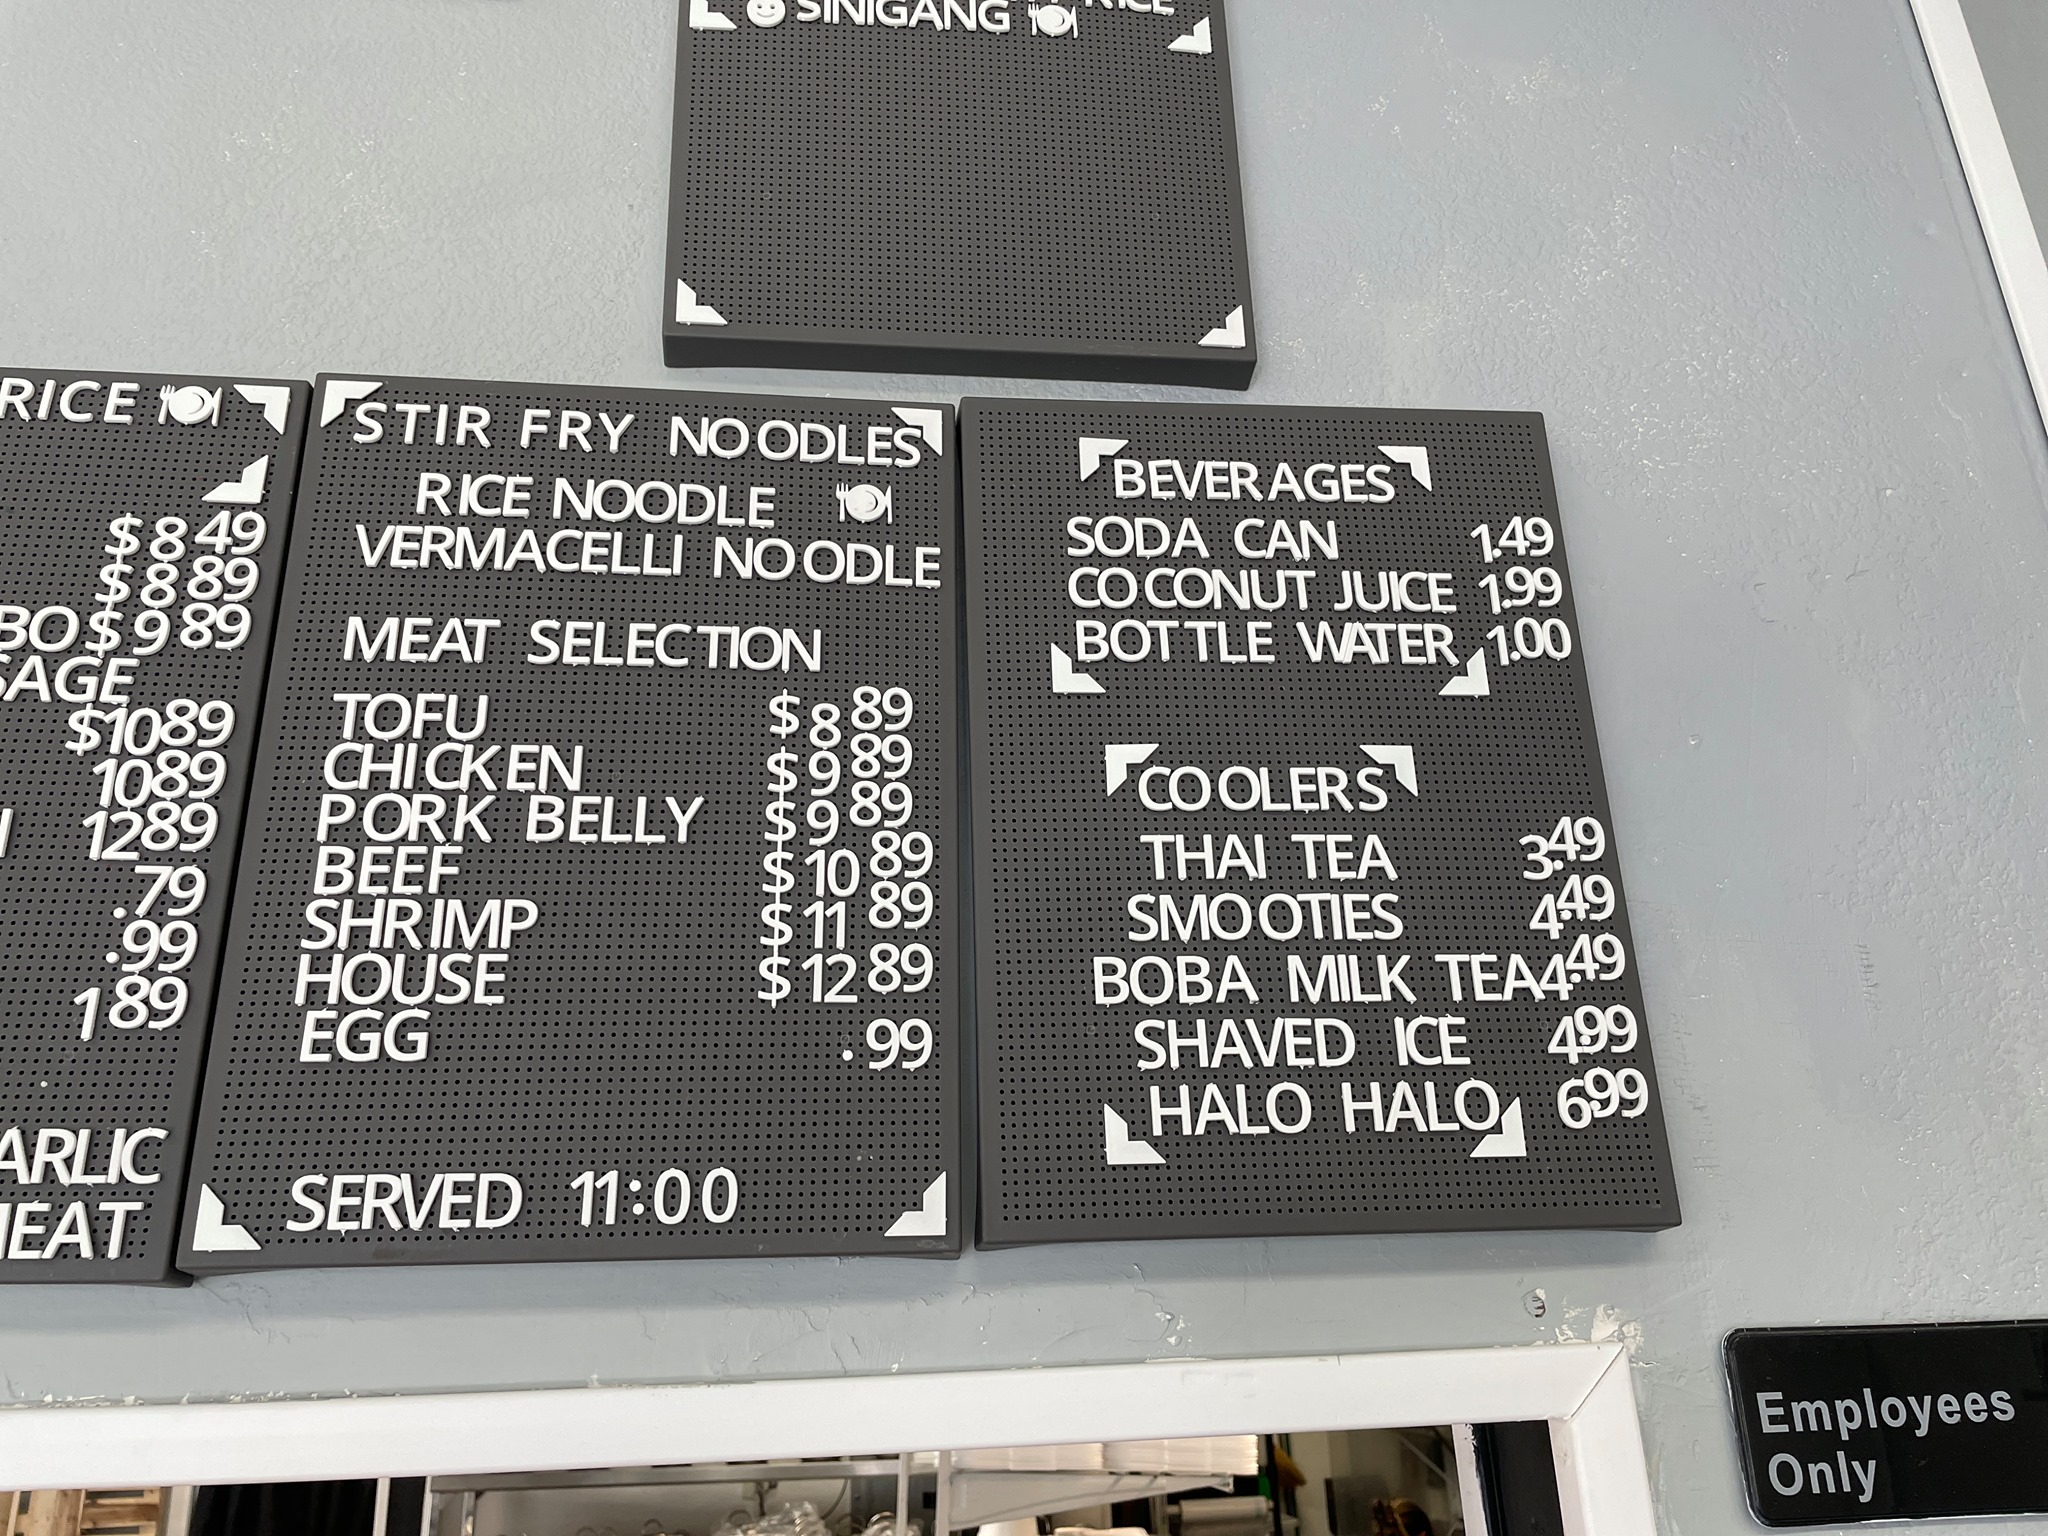 RICE
SINIGANG
RICE
$8 49
$8 89
BO $9 89
SAGE
$10 89
10 89
12 89
.79
.99
1 89
ARLIC
MEAT
STIR FRY NOODLES
RICE NOODLE
VERMACELLI NOODLE
MEAT SELECTION
TOFU $8 89
CHICKEN $9 89
PORK BELLY $9 89
BEEF $10 89
SHRIMP $11 89
HOUSE $12 89
EGG .99
SERVED 11:00
BEVERAGES
SODA CAN 1.49
COCONUT JUICE 1.99
BOTTLE WATER 1.00
COOLERS
THAI TEA 3.49
SMOOTIES 4.49
BOBA MILK TEA 4.49
SHAVED ICE 4.99
HALO HALO 6.99
Employees
Only